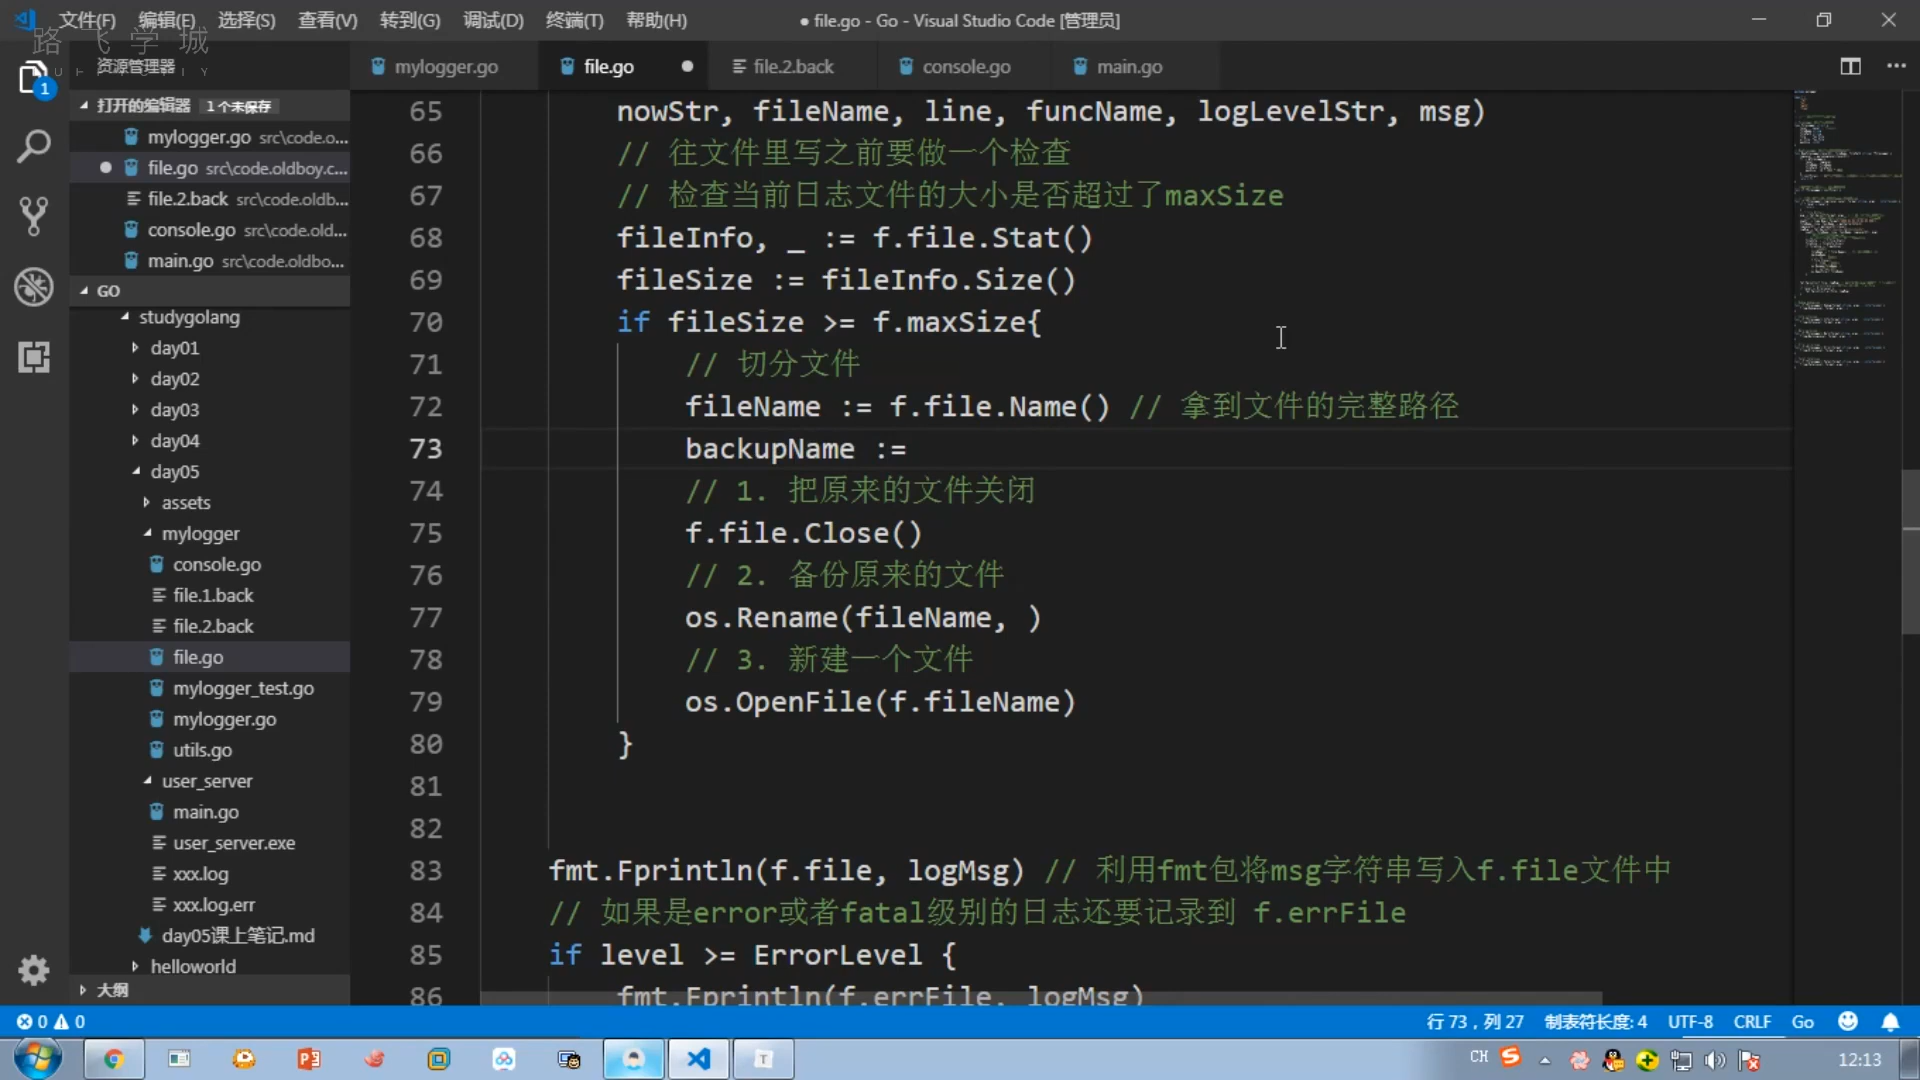 文件(F) 编辑(E) 选择(S) 查看(V) 转到(G) 调试(D) 终端(T) 帮助(H)
● file.go - Go - Visual Studio Code [管理员]
路飞学城
资源管理器
mylogger.go
file.go
file.2.back
console.go
main.go
1
打开的编辑器 1 个未保存
mylogger.go src\code.o...
file.go src\code.oldboy.c...
file.2.back src\code.oldb...
console.go src\code.old...
main.go src\code.oldbo...
GO
studygolang
day01
day02
day03
day04
day05
assets
mylogger
console.go
file.1.back
file.2.back
file.go
mylogger_test.go
mylogger.go
utils.go
user_server
main.go
user_server.exe
xxx.log
xxx.log.err
day05课上笔记.md
helloworld
大纲
65 nowStr, fileName, line, funcName, logLevelStr, msg)
66 // 往文件里写之前要做一个检查
67 // 检查当前日志文件的大小是否超过了maxSize
68 fileInfo, _ := f.file.Stat()
69 fileSize := fileInfo.Size()
70 if fileSize >= f.maxSize{
71 // 切分文件
72 fileName := f.file.Name() // 拿到文件的完整路径
73 backupName :=
74 // 1. 把原来的文件关闭
75 f.file.Close()
76 // 2. 备份原来的文件
77 os.Rename(fileName, )
78 // 3. 新建一个文件
79 os.OpenFile(f.fileName)
80 }
81
82
83 fmt.Fprintln(f.file, logMsg) // 利用fmt包将msg字符串写入f.file文件中
84 // 如果是error或者fatal级别的日志还要记录到 f.errFile
85 if level >= ErrorLevel {
86 fmt.Fprintln(f.errFile, logMsg)
0 0
行 73，列 27 制表符长度: 4 UTF-8 CRLF Go
CH
12:13